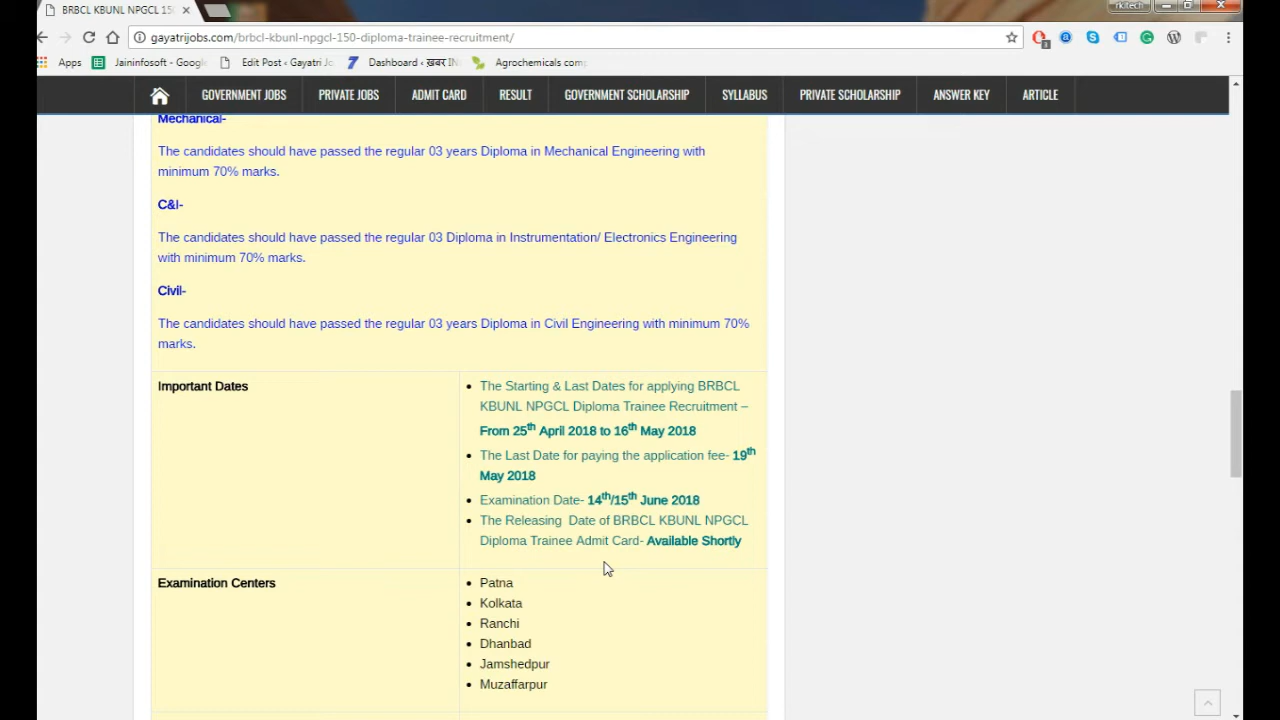 BRBCL KBUNL NPGCL 15
rkitech
gayatrijobs.com/brbcl-kbunl-npgcl-150-diploma-trainee-recruitment/
Apps Jaininfosoft - Googl Edit Post ‹ Gayatri Jo Dashboard ‹ ख़बर IN Agrochemicals com
GOVERNMENT JOBS PRIVATE JOBS ADMIT CARD RESULT GOVERNMENT SCHOLARSHIP SYLLABUS PRIVATE SCHOLARSHIP ANSWER KEY ARTICLE
Mechanical-
The candidates should have passed the regular 03 years Diploma in Mechanical Engineering with
minimum 70% marks.
C&I-
The candidates should have passed the regular 03 Diploma in Instrumentation/ Electronics Engineering
with minimum 70% marks.
Civil-
The candidates should have passed the regular 03 years Diploma in Civil Engineering with minimum 70%
marks.
Important Dates
The Starting & Last Dates for applying BRBCL
KBUNL NPGCL Diploma Trainee Recruitment –
From 25th April 2018 to 16th May 2018
The Last Date for paying the application fee- 19th
May 2018
Examination Date- 14th/15th June 2018
The Releasing Date of BRBCL KBUNL NPGCL
Diploma Trainee Admit Card- Available Shortly
Examination Centers
Patna
Kolkata
Ranchi
Dhanbad
Jamshedpur
Muzaffarpur